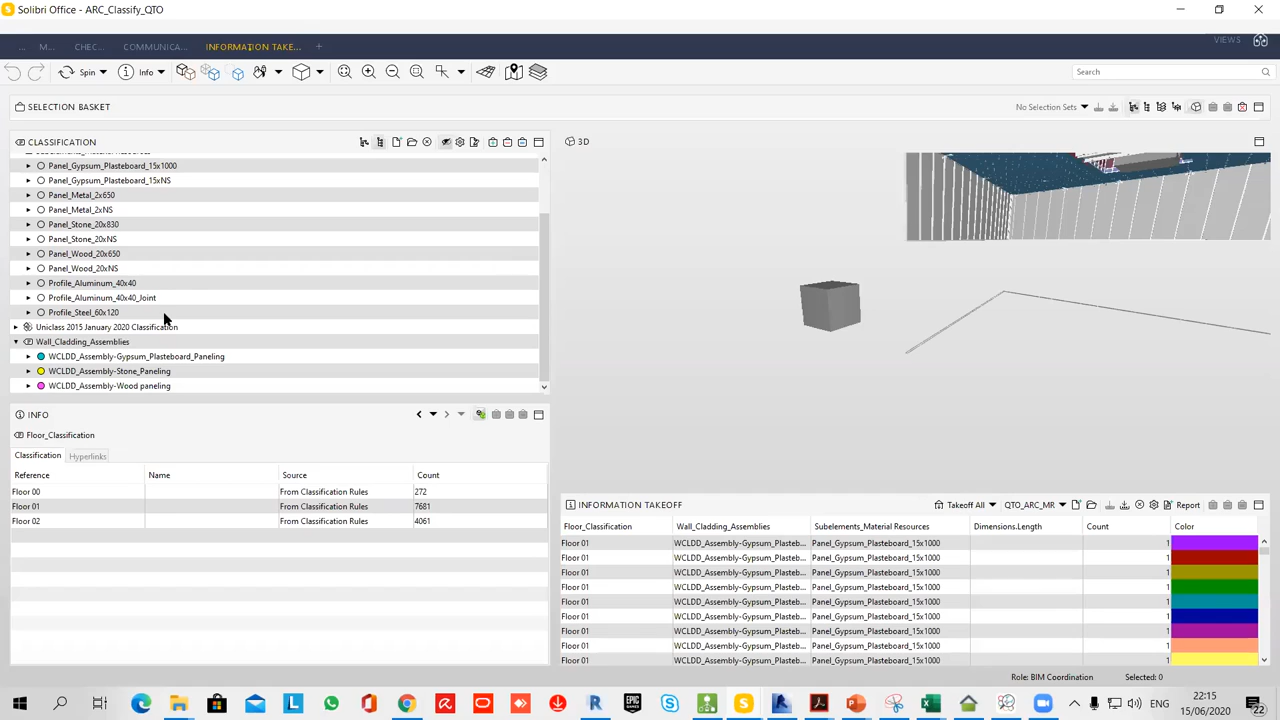 Solibri Office - ARC_Classify_QTO
... M... CHEC... COMMUNICA... INFORMATION TAKE... + VIEWS
Spin Info Search
SELECTION BASKET No Selection Sets
CLASSIFICATION
Panel_Gypsum_Plasteboard_15x1000
Panel_Gypsum_Plasteboard_15xNS
Panel_Metal_2x650
Panel_Metal_2xNS
Panel_Stone_20x830
Panel_Stone_20xNS
Panel_Wood_20x650
Panel_Wood_20xNS
Profile_Aluminum_40x40
Profile_Aluminum_40x40_Joint
Profile_Steel_60x120
Uniclass 2015 January 2020 Classification
Wall_Cladding_Assemblies
WCLDD_Assembly-Gypsum_Plasteboard_Paneling
WCLDD_Assembly-Stone_Paneling
WCLDD_Assembly-Wood paneling
INFO
Floor_Classification
Classification Hyperlinks
Reference Name Source Count
Floor 00 From Classification Rules 272
Floor 01 From Classification Rules 7681
Floor 02 From Classification Rules 4061
3D
INFORMATION TAKEOFF Takeoff All QTO_ARC_MR Report
Floor_Classification Wall_Cladding_Assemblies Subelements_Material Resources Dimensions.Length Count Color
Floor 01 WCLDD_Assembly-Gypsum_Plasteb... Panel_Gypsum_Plasteboard_15x1000 1
Floor 01 WCLDD_Assembly-Gypsum_Plasteb... Panel_Gypsum_Plasteboard_15x1000 1
Floor 01 WCLDD_Assembly-Gypsum_Plasteb... Panel_Gypsum_Plasteboard_15x1000 1
Floor 01 WCLDD_Assembly-Gypsum_Plasteb... Panel_Gypsum_Plasteboard_15x1000 1
Floor 01 WCLDD_Assembly-Gypsum_Plasteb... Panel_Gypsum_Plasteboard_15x1000 1
Floor 01 WCLDD_Assembly-Gypsum_Plasteb... Panel_Gypsum_Plasteboard_15x1000 1
Floor 01 WCLDD_Assembly-Gypsum_Plasteb... Panel_Gypsum_Plasteboard_15x1000 1
Floor 01 WCLDD_Assembly-Gypsum_Plasteb... Panel_Gypsum_Plasteboard_15x1000 1
Floor 01 WCLDD_Assembly-Gypsum_Plasteb... Panel_Gypsum_Plasteboard_15x1000 1
Role: BIM Coordination Selected: 0
ENG
22:15
15/06/2020
22